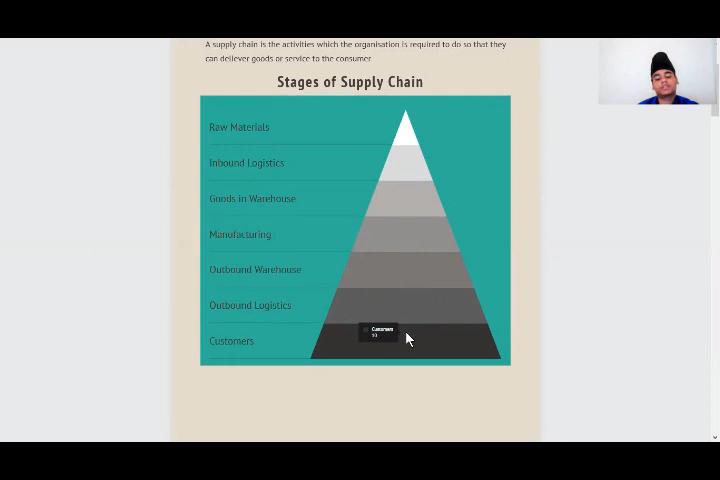 A supply chain is the activities which the organisation is required to do so that they
can deliever goods or service to the consumer
Stages of Supply Chain
Raw Materials
Inbound Logistics
Goods in Warehouse
Manufacturing
Outbound Warehouse
Outbound Logistics
Customers
10
Customers